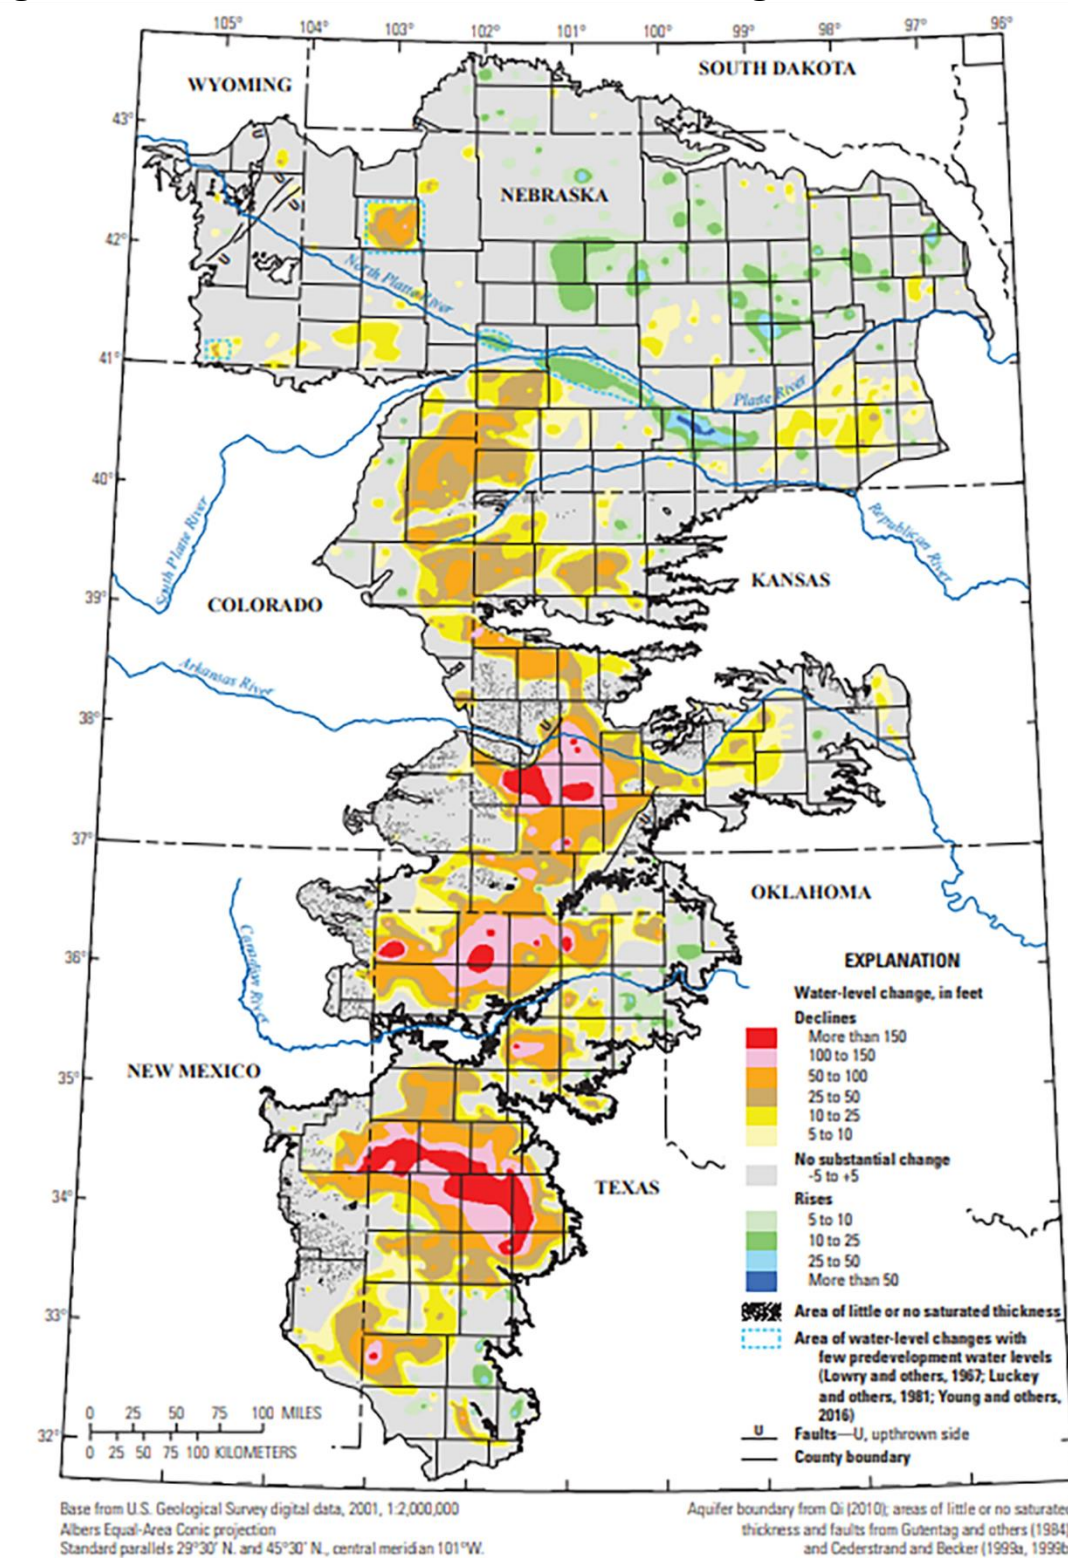 105° 104° 103° 102° 101° 100° 99° 98° 97° 96°
WYOMING
SOUTH DAKOTA
43°
NEBRASKA
42°
North Platte River
41°
Platte River
40°
South Platte River
Republican River
KANSAS
39°
COLORADO
Arkansas River
38°
37°
OKLAHOMA
Canadian River
36°
NEW MEXICO
35°
TEXAS
34°
33°
32°
U
U
U
U
U
U
EXPLANATION
Water-level change, in feet
Declines
More than 150
100 to 150
50 to 100
25 to 50
10 to 25
5 to 10
No substantial change
-5 to +5
Rises
5 to 10
10 to 25
25 to 50
More than 50
Area of little or no saturated thickness
Area of water-level changes with
few predevelopment water levels
(Lowry and others, 1967; Luckey
and others, 1981; Young and others,
2016)
U Faults—U, upthrown side
County boundary
0 25 50 75 100 MILES
0 25 50 75 100 KILOMETERS
Base from U.S. Geological Survey digital data, 2001, 1:2,000,000
Albers Equal-Area Conic projection
Standard parallels 29°30' N. and 45°30' N., central meridian 101°W.
Aquifer boundary from Qi (2010); areas of little or no saturated
thickness and faults from Gutentag and others (1984)
and Cederstrand and Becker (1999a, 1999b